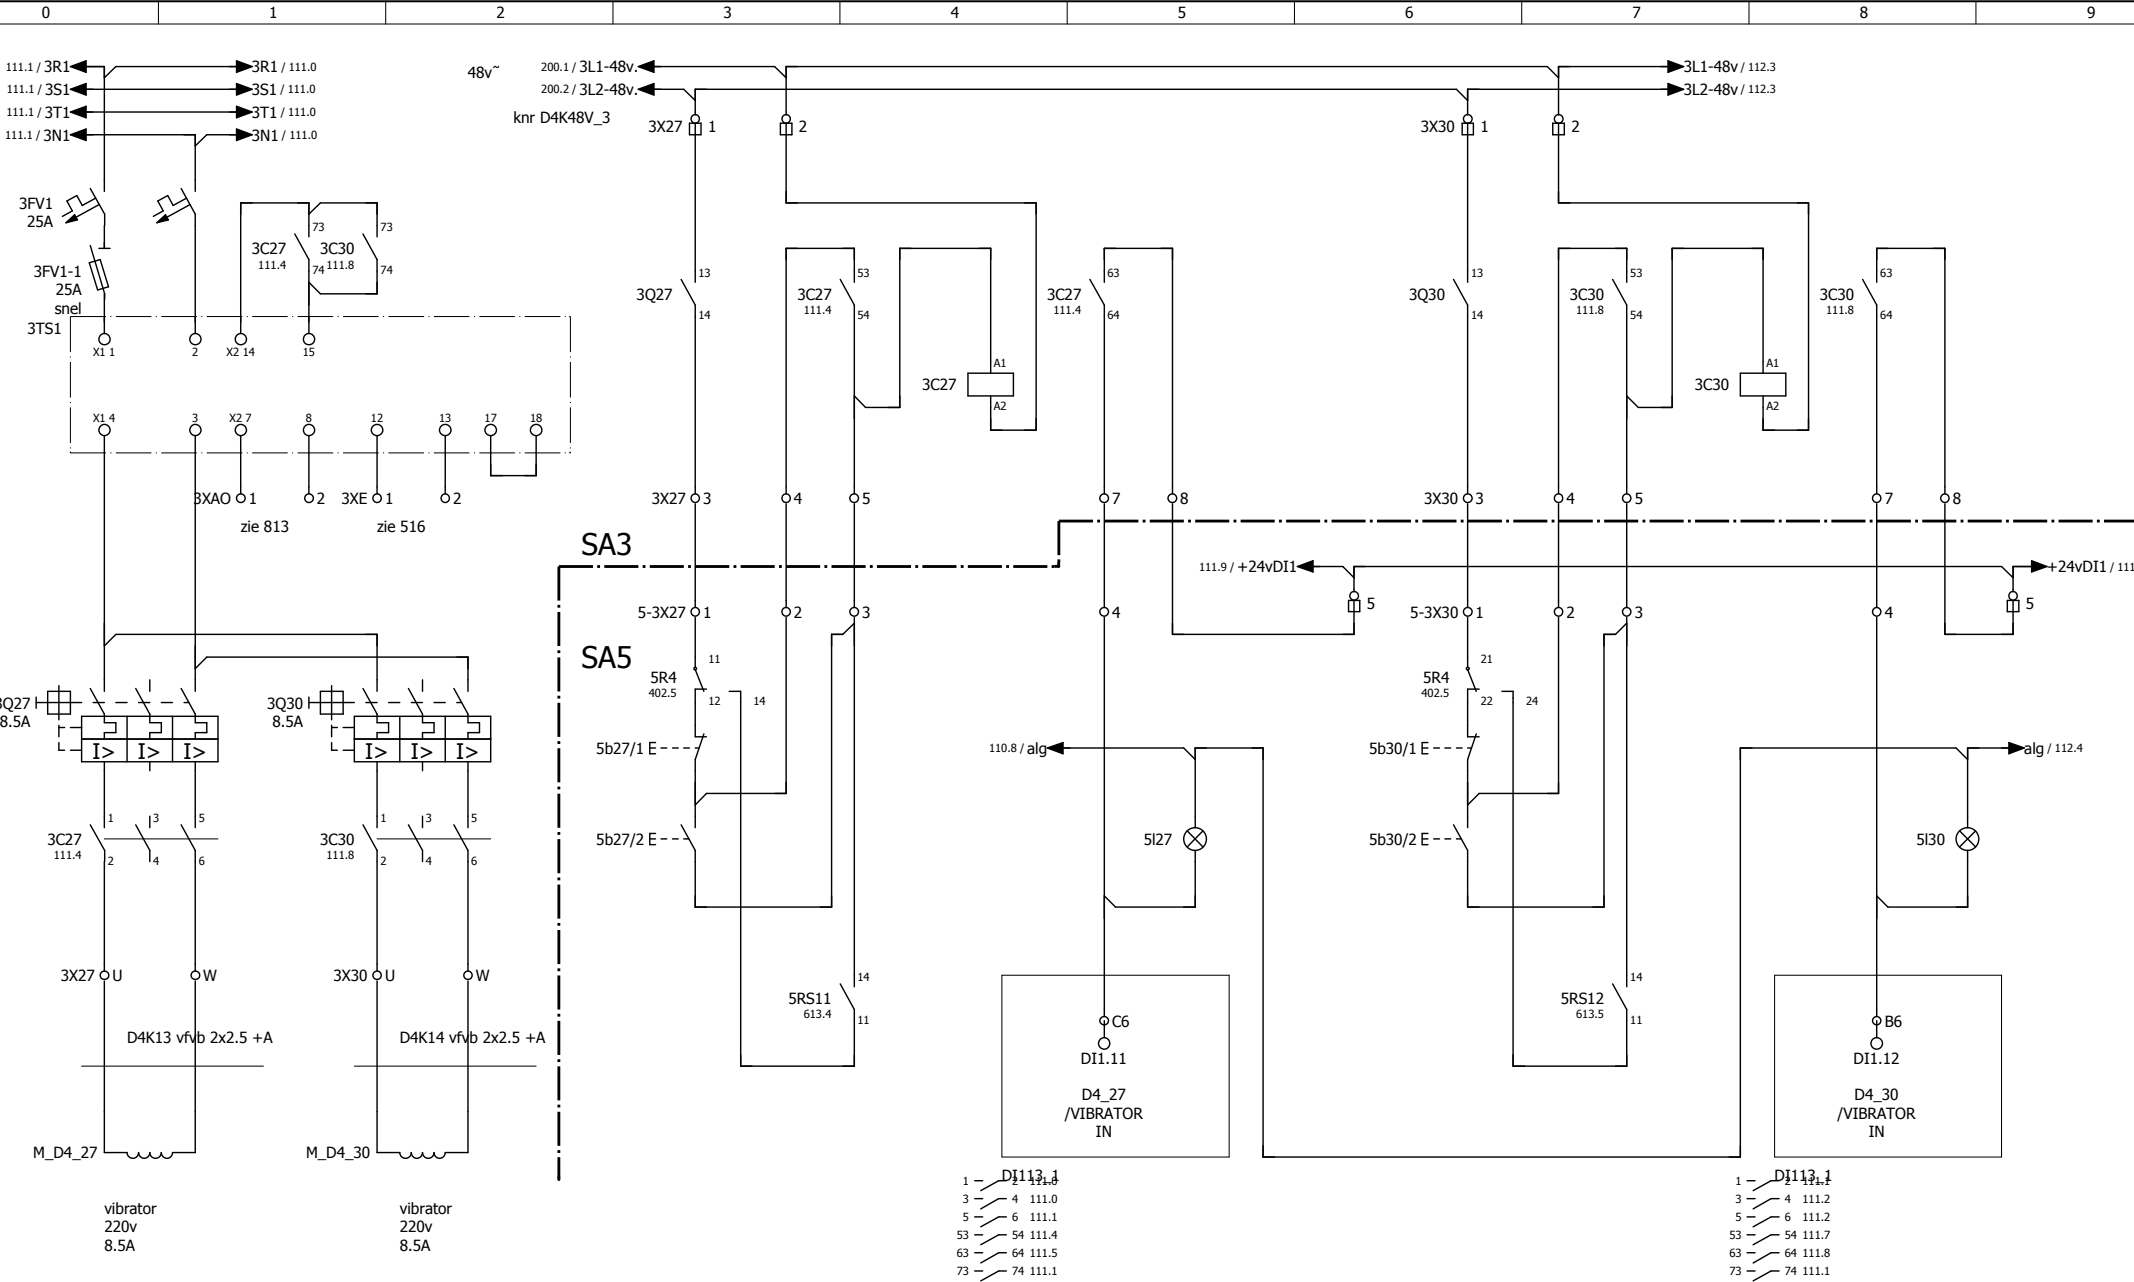 0 1 2 3 4 5 6 7 8 9
111.1 / 3R1 3R1 / 111.0 48v~ 200.1 / 3L1-48v. 3L1-48v / 112.3
111.1 / 3S1 3S1 / 111.0 200.2 / 3L2-48v. 3L2-48v / 112.3
111.1 / 3T1 3T1 / 111.0 knr D4K48V_3
111.1 / 3N1 3N1 / 111.0 3X27 1 2 3X30 1 2
3FV1
25A
73 73
3C27 3C30
111.4 74 111.8 74
3FV1-1
25A
snel
3TS1
X1 1 2 X2 14 15
13 53 63 13 53 63
3Q27 3C27 3C27 3Q30 3C30 3C30
111.4 111.4 111.8 111.8
14 54 64 14 54 64
A1 A1
3C27 3C30
A2 A2
X1 4 3 X2 7 8 12 13 17 18
3XAO 1 2 3XE 1 2 3X27 3 4 5 7 8 3X30 3 4 5 7 8
zie 813 zie 516
SA3
111.9 / +24vDI1 +24vDI1 / 111
5 5
5-3X27 1 2 3 4 5-3X30 1 2 3 4
SA5
11 21
5R4 5R4
402.5 402.5
12 14 22 24
3Q27 3Q30
8.5A 8.5A
I> I> I> I> I> I>
5b27/1 E 110.8 / alg 5b30/1 E alg / 112.4
1 3 5 1 3 5
3C27 3C30
111.4 111.8
2 4 6 2 4 6
5b27/2 E 5l27 5b30/2 E 5l30
3X27 U W 3X30 U W
14 14
5RS11 5RS12
613.4 613.5
11 11
C6 B6
DI1.11 DI1.12
D4K13 vfvb 2x2.5 +A D4K14 vfvb 2x2.5 +A
D4_27 D4_30
/VIBRATOR /VIBRATOR
IN IN
M_D4_27 M_D4_30
DI113_1 DI113_1
1 2 111.0 1 2 111.1
3 4 111.0 3 4 111.2
5 6 111.1 5 6 111.2
53 54 111.4 53 54 111.7
63 64 111.5 63 64 111.8
73 74 111.1 73 74 111.1
vibrator vibrator
220v 220v
8.5A 8.5A